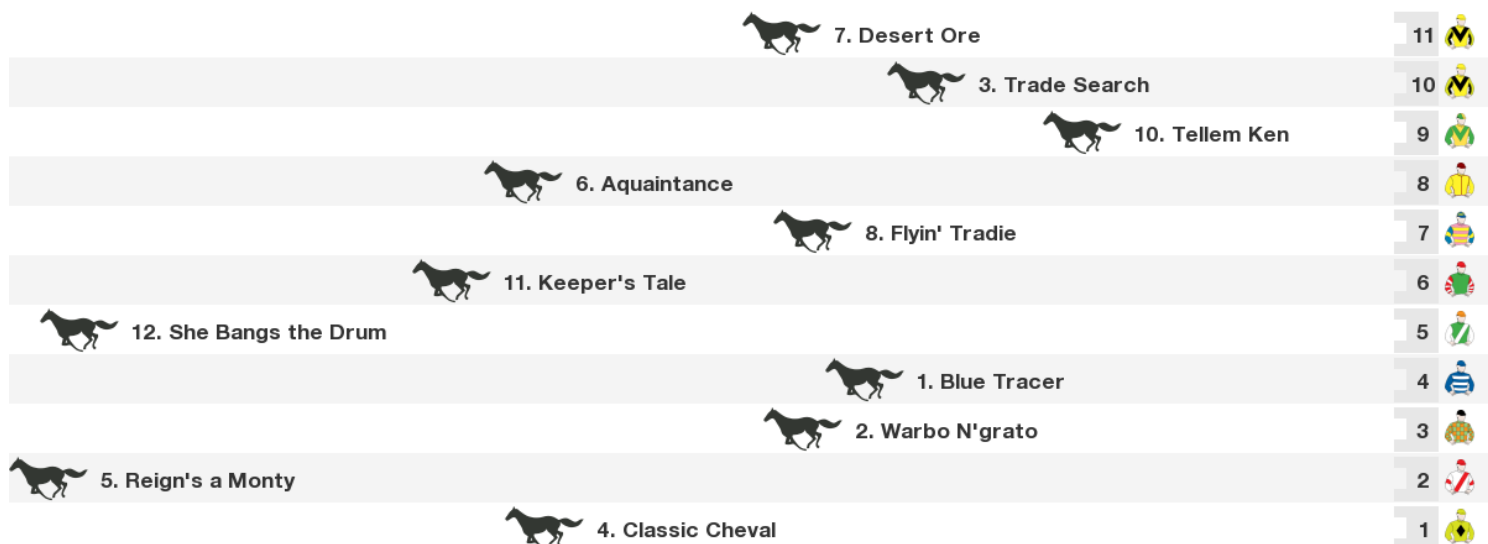 7. Desert Ore 11
3. Trade Search 10
10. Tellem Ken 9
6. Aquaintance 8
8. Flyin' Tradie 7
11. Keeper's Tale 6
12. She Bangs the Drum 5
1. Blue Tracer 4
2. Warbo N'grato 3
5. Reign's a Monty 2
4. Classic Cheval 1